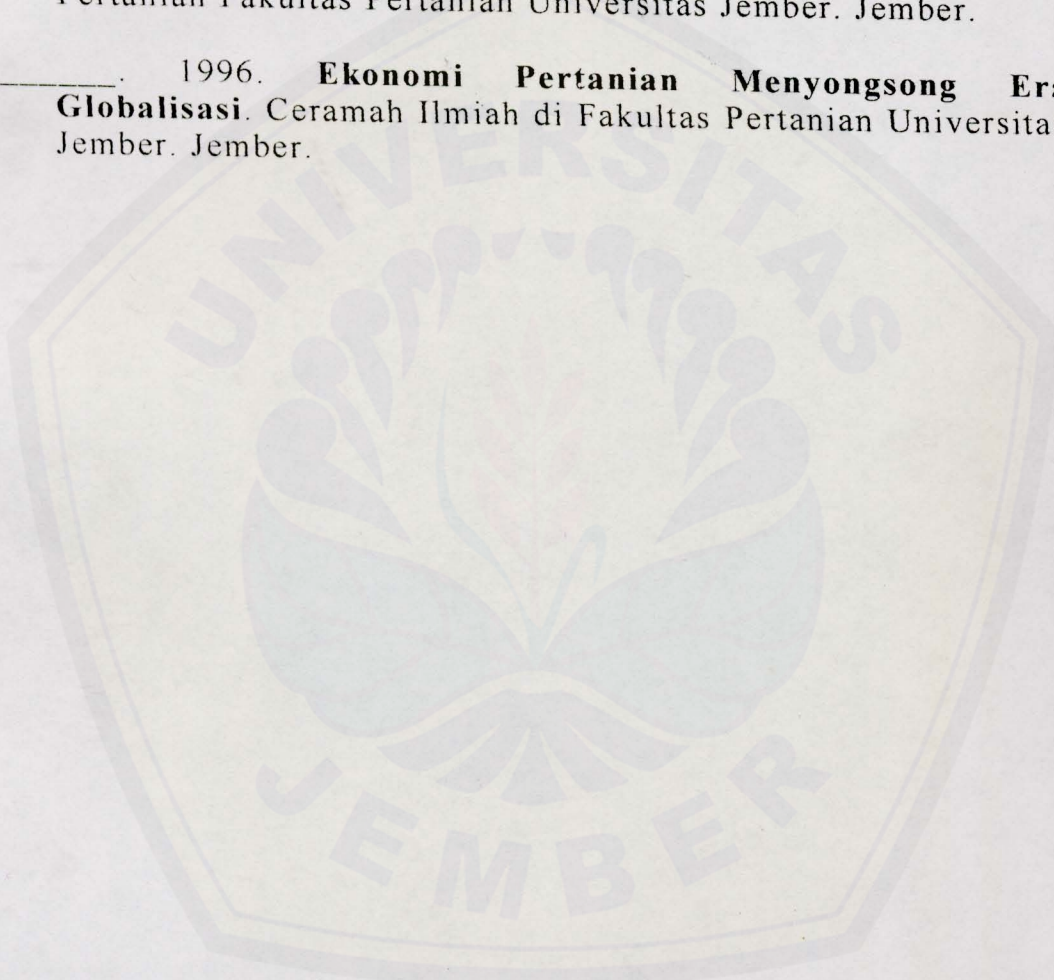 Pertanian Fakultas Pertanian Universitas Jember. Jember.
________. 1996. Ekonomi Pertanian Menyongsong Er
Globalisasi. Ceramah Ilmiah di Fakultas Pertanian Universita
Jember. Jember.
UNIVERSITAS
JEMBER